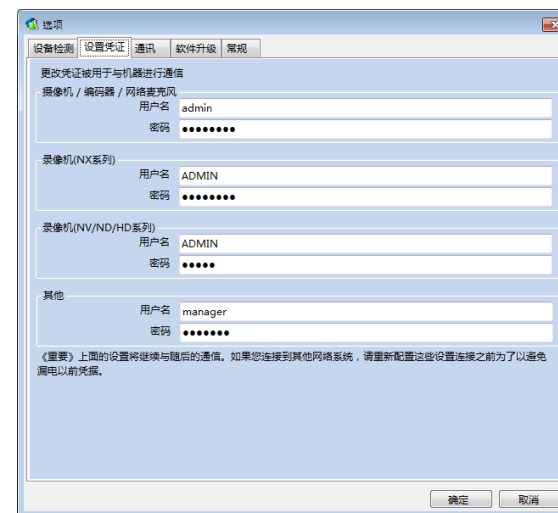 选项
设备检测 设置凭证 通讯 软件升级 常规
更改凭证被用于与机器进行通信
摄像机 / 编码器 / 网络麦克风
用户名 admin
密码 ●●●●●●●●
录像机(NX系列)
用户名 ADMIN
密码 ●●●●●●●●
录像机(NV/ND/HD系列)
用户名 ADMIN
密码 ●●●●●
其他
用户名 manager
密码 ●●●●●●●
《重要》上面的设置将继续与随后的通信。如果您连接到其他网络系统，请重新配置这些设置连接之前为了以避免
漏电以前凭据。
确定 取消